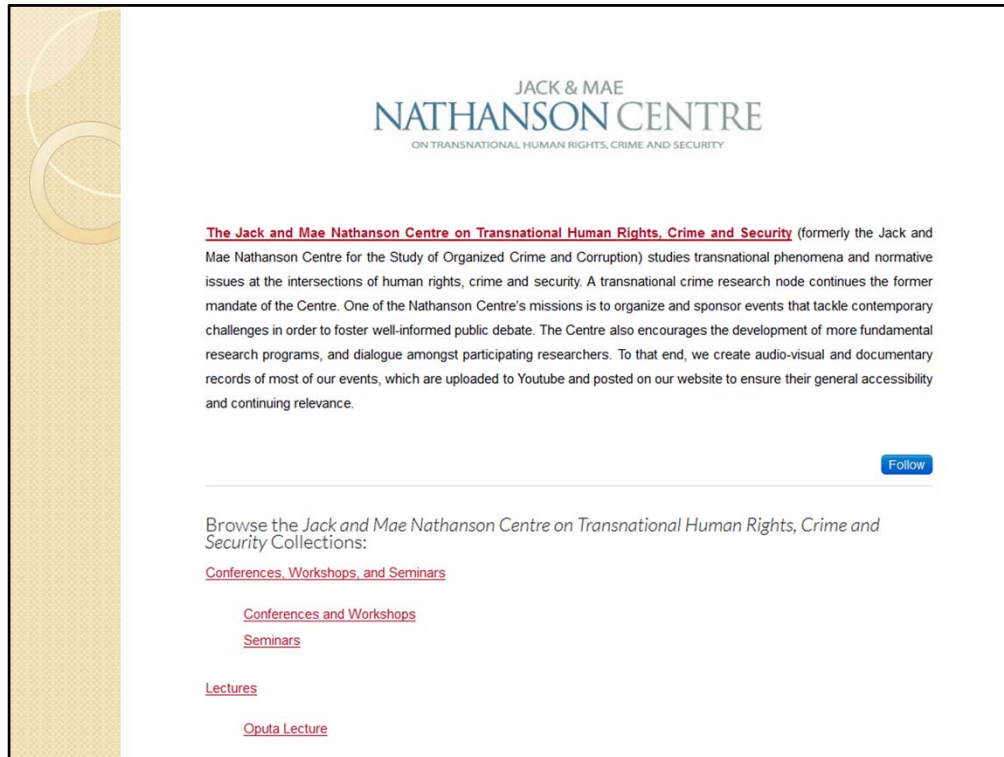 JACK & MAE
NATHANSON CENTRE
ON TRANSNATIONAL HUMAN RIGHTS, CRIME AND SECURITY
The Jack and Mae Nathanson Centre on Transnational Human Rights, Crime and Security (formerly the Jack and
Mae Nathanson Centre for the Study of Organized Crime and Corruption) studies transnational phenomena and normative
issues at the intersections of human rights, crime and security. A transnational crime research node continues the former
mandate of the Centre. One of the Nathanson Centre's missions is to organize and sponsor events that tackle contemporary
challenges in order to foster well-informed public debate. The Centre also encourages the development of more fundamental
research programs, and dialogue amongst participating researchers. To that end, we create audio-visual and documentary
records of most of our events, which are uploaded to Youtube and posted on our website to ensure their general accessibility
and continuing relevance.
Follow
Browse the Jack and Mae Nathanson Centre on Transnational Human Rights, Crime and
Security Collections:
Conferences, Workshops, and Seminars
Conferences and Workshops
Seminars
Lectures
Oputa Lecture